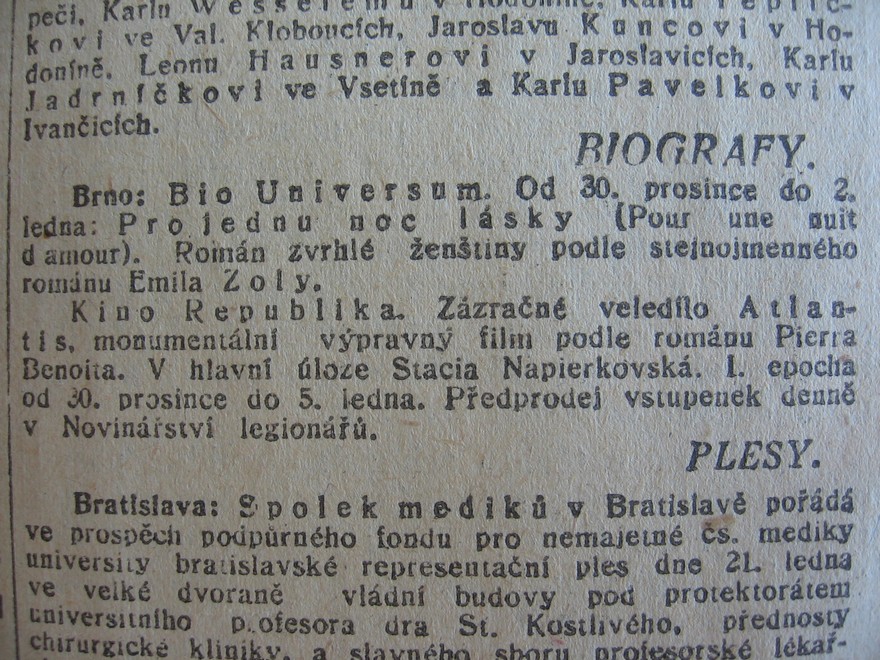 peči, Karlu Wesselemu v Hodoníně, Karlu Teplič-
kovi ve Val. Kloboucích, Jaroslavu Kuncovi v Ho-
doníně, Leonu Hausnerovi v Jaroslavicích, Karlu
Jadrníčkovi ve Vsetíně a Karlu Pavelkovi v
Ivančicích.
BIOGRAFY.
Brno: Bio Universum. Od 30. prosince do 2.
ledna: Pro jednu noc lásky (Pour une nuit
d amour). Román zvrhlé ženštiny podle stejnojmenného
románu Emila Zoly.
Kino Republika. Zázračné veledílo Atlan-
tis, monumentální výpravný film podle románu Pierra
Benoita. V hlavní úloze Stacia Napierkovská. I. epocha
od 30. prosince do 5. ledna. Předprodej vstupenek denně
v Novinářství legionářů.
PLESY.
Bratislava: Spolek mediků v Bratislavě pořádá
ve prospěch podpůrného fondu pro nemajetné čs. mediky
university bratislavské representační ples dne 21. ledna
ve velké dvoraně vládní budovy pod protektorátem
universitního profesora dra St. Kostlivého, přednosty
chirurgické kliniky, a slavného sboru profesorské lékař-